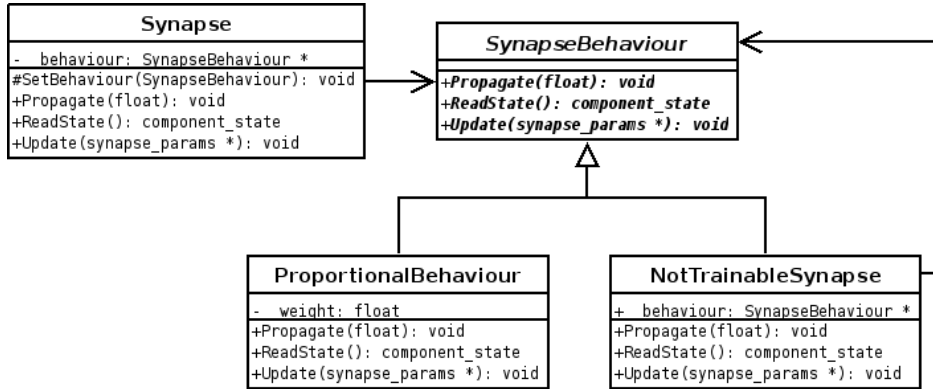 Synapse
- behaviour: SynapseBehaviour *
#SetBehaviour(SynapseBehaviour): void
+Propagate(float): void
+ReadState(): component_state
+Update(synapse_params *): void
SynapseBehaviour
+Propagate(float): void
+ReadState(): component_state
+Update(synapse_params *): void
ProportionalBehaviour
- weight: float
+Propagate(float): void
+ReadState(): component_state
+Update(synapse_params *): void
NotTrainableSynapse
+ behaviour: SynapseBehaviour *
+Propagate(float): void
+ReadState(): component_state
+Update(synapse_params *): void